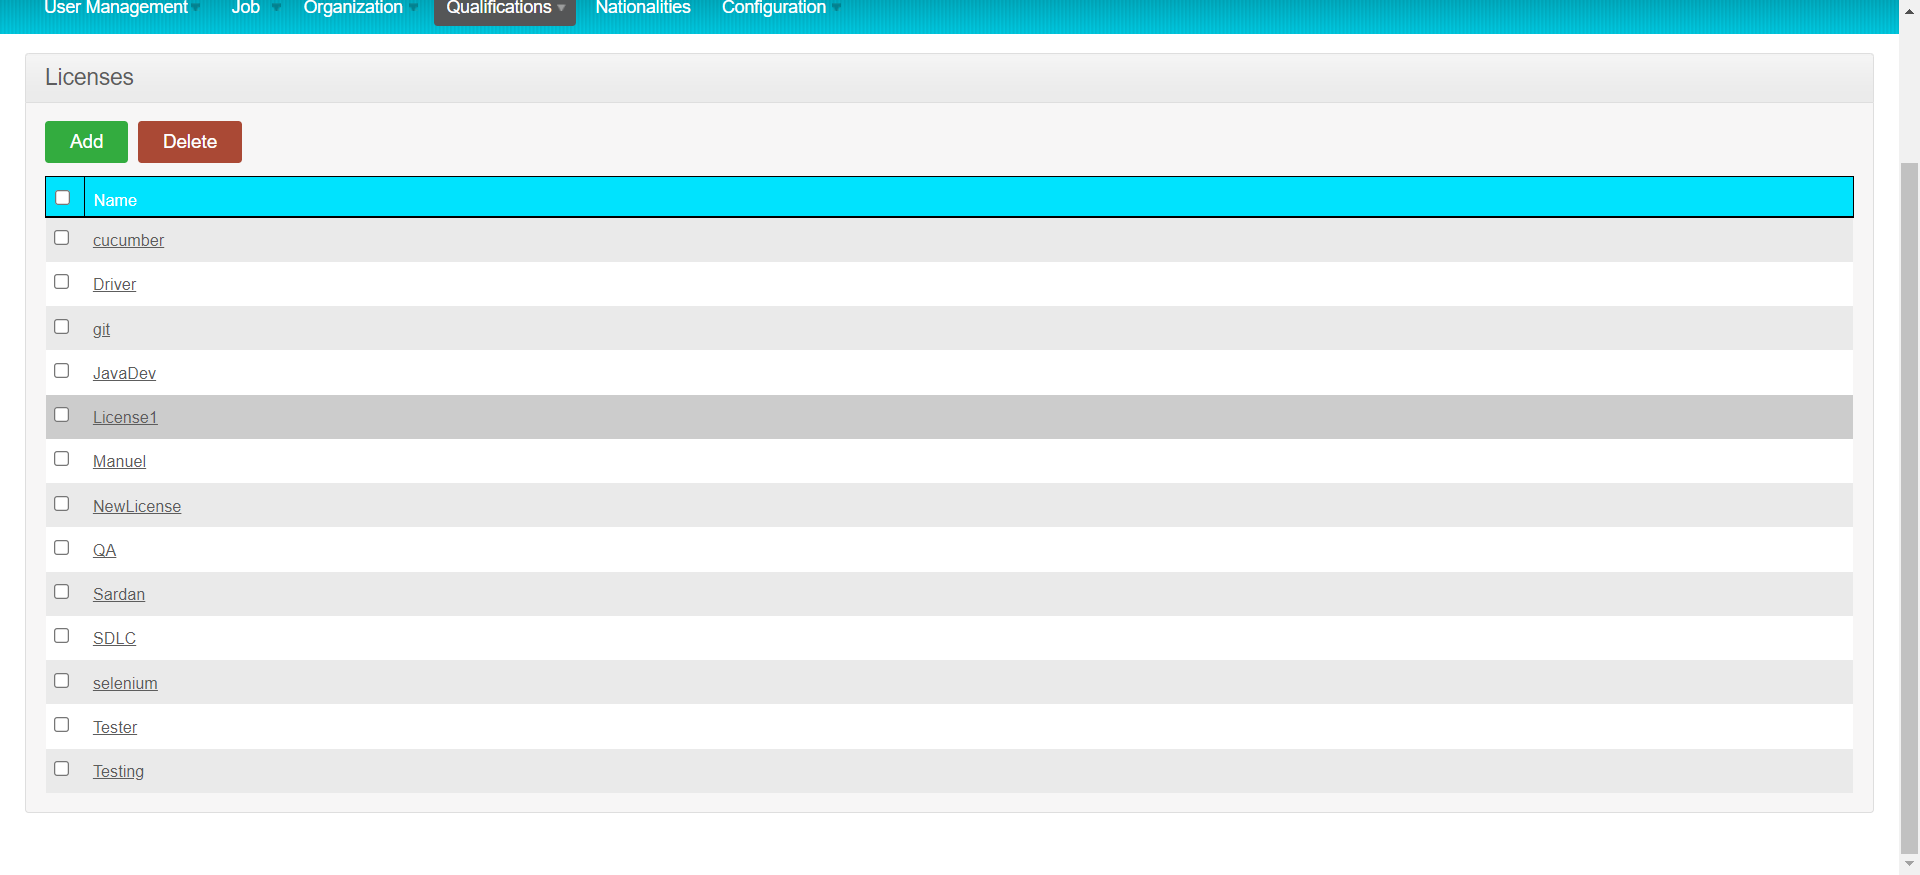 User Management Job Organization Qualifications Nationalities Configuration
Licenses
Add Delete
Name
cucumber
Driver
git
JavaDev
License1
Manuel
NewLicense
QA
Sardan
SDLC
selenium
Tester
Testing